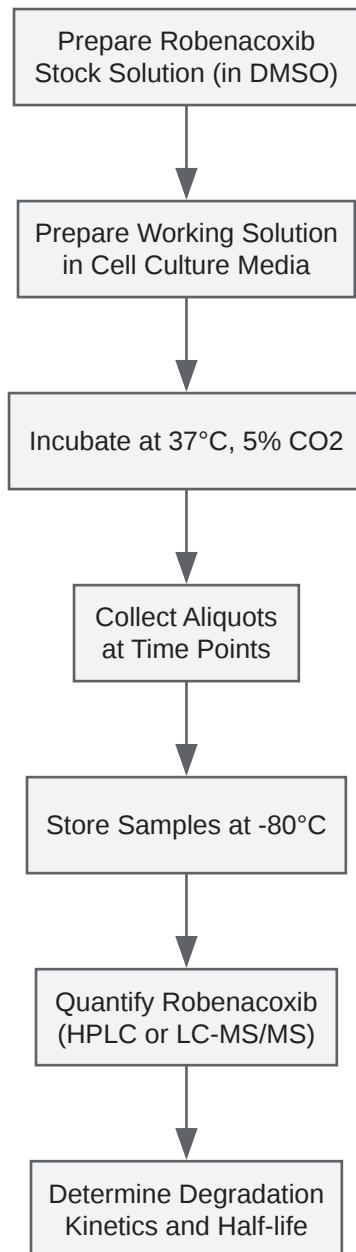 Prepare Robenacoxib
Stock Solution (in DMSO)
Prepare Working Solution
in Cell Culture Media
Incubate at 37°C, 5% CO2
Collect Aliquots
at Time Points
Store Samples at -80°C
Quantify Robenacoxib
(HPLC or LC-MS/MS)
Determine Degradation
Kinetics and Half-life